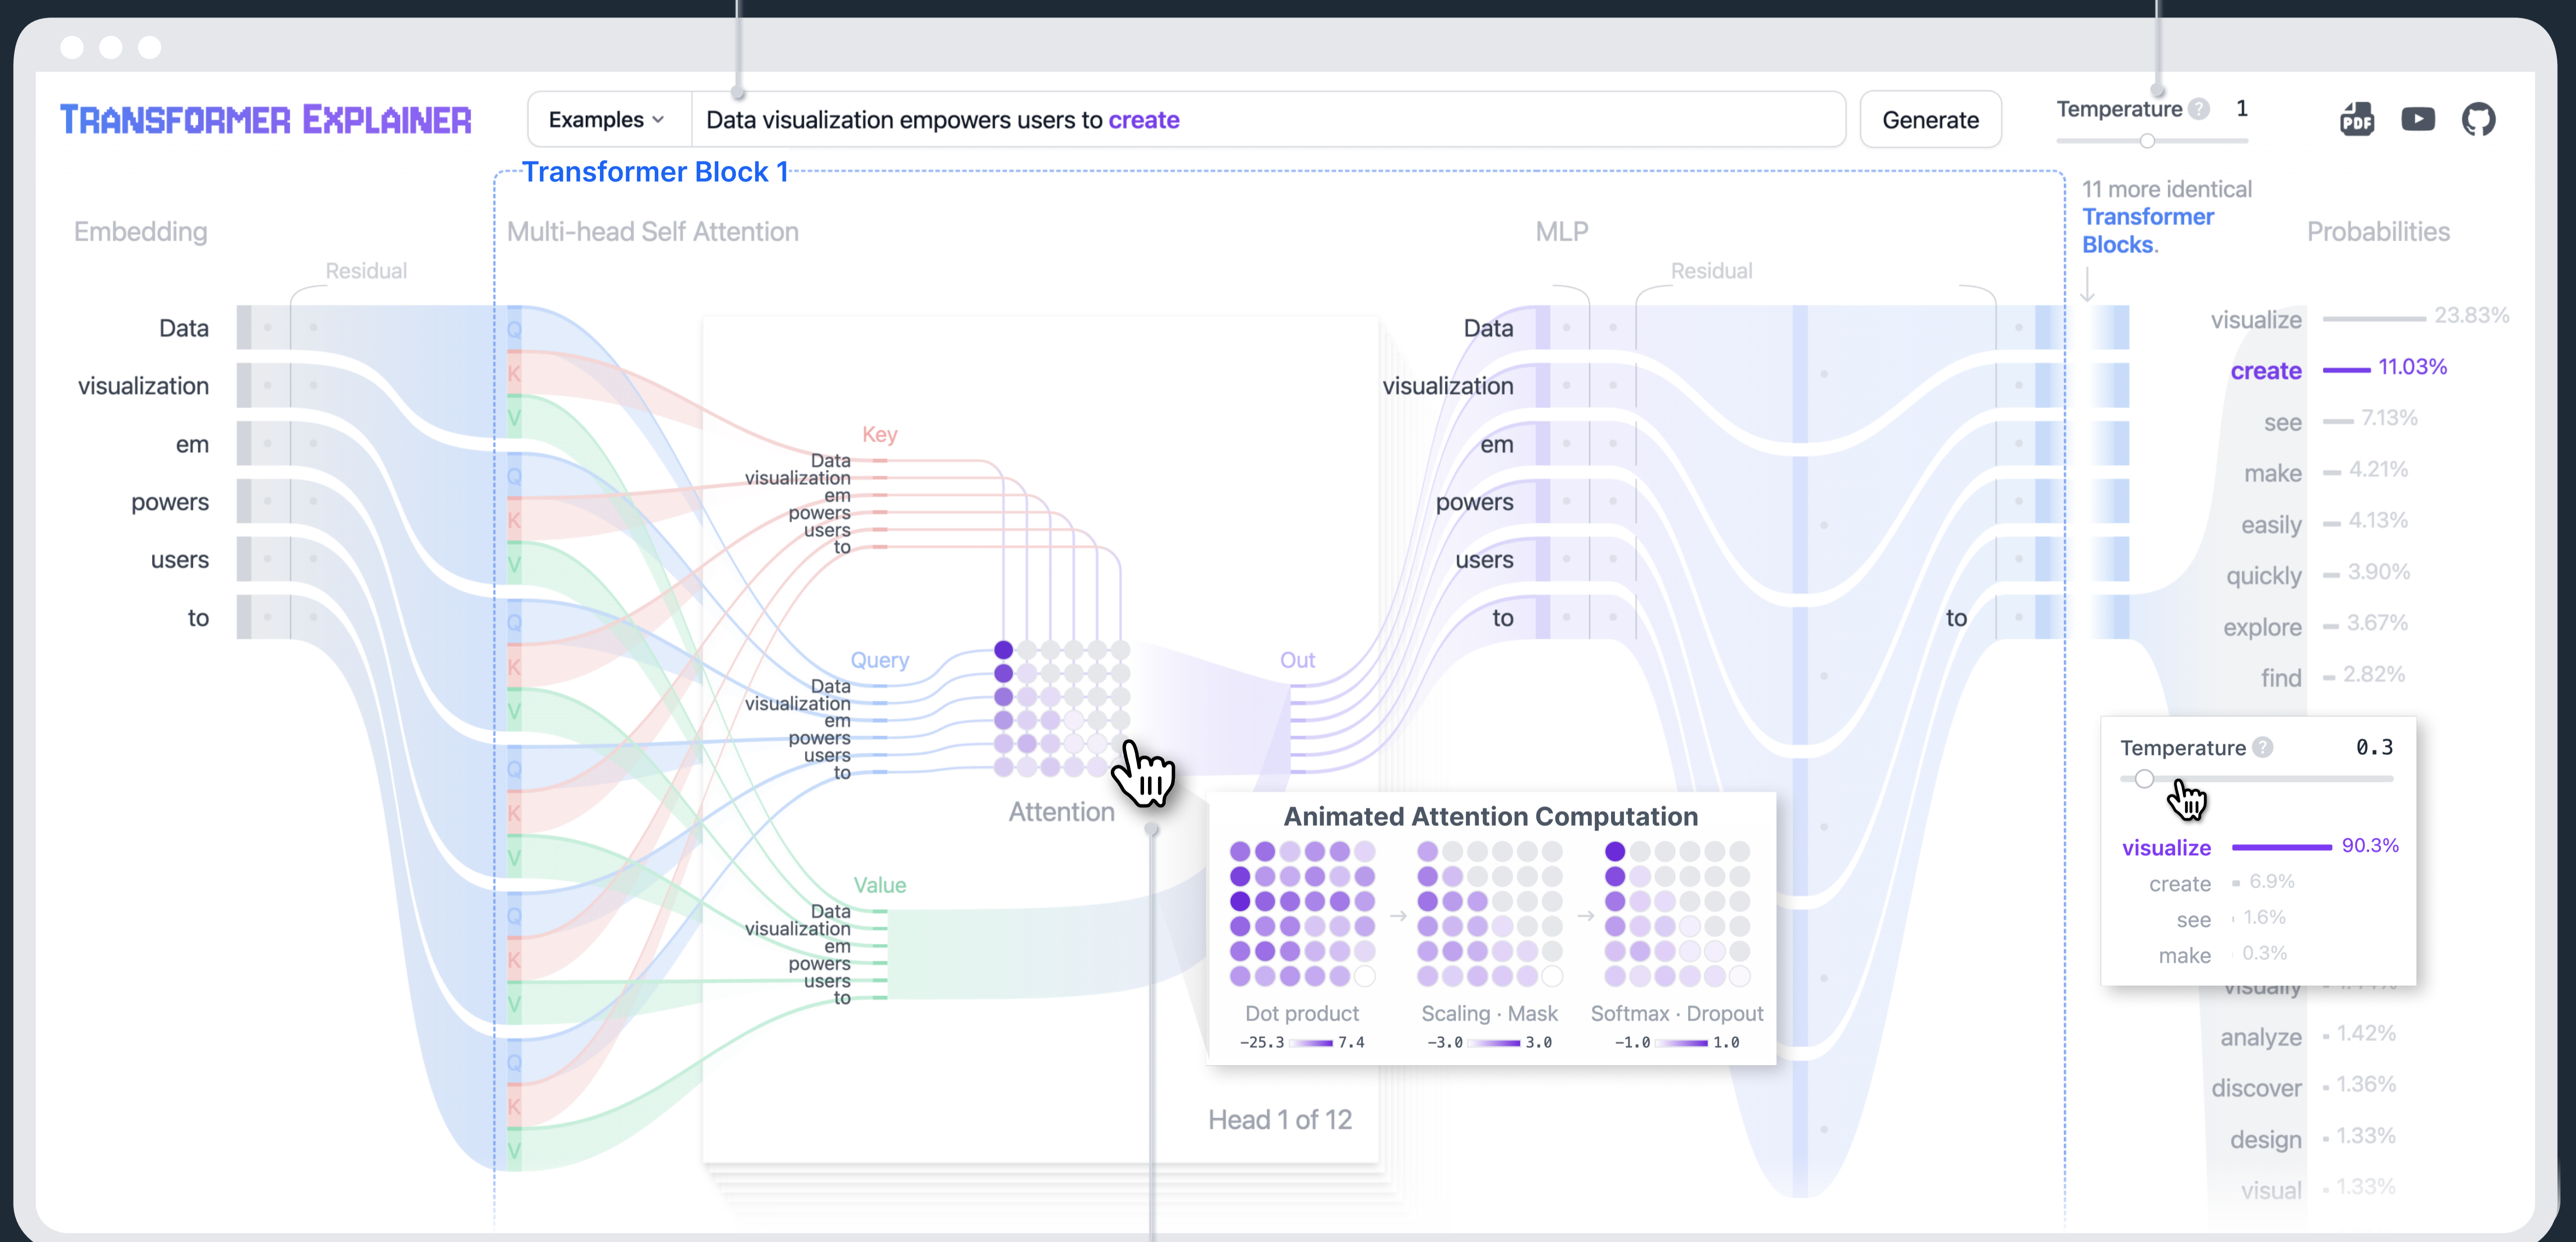 TRANSFORMER EXPLAINER
Examples
Data visualization empowers users to create
Generate
Temperature ? 1
PDF
Transformer Block 1
11 more identical
Transformer
Blocks.
Embedding
Multi-head Self Attention
MLP
Probabilities
Residual
Residual
Data
visualization
em
powers
users
to
Q
K
V
Q
K
V
Q
K
V
Q
K
V
Q
K
V
Q
K
V
Key
Data
visualization
em
powers
users
to
Query
Data
visualization
em
powers
users
to
Attention
Value
Data
visualization
em
powers
users
to
Out
Head 1 of 12
Data
visualization
em
powers
users
to
to
Animated Attention Computation
Dot product
-25.3 7.4
Scaling · Mask
-3.0 3.0
Softmax · Dropout
-1.0 1.0
visualize 23.83%
create 11.03%
see 7.13%
make 4.21%
easily 4.13%
quickly 3.90%
explore 3.67%
find 2.82%
Temperature ? 0.3
visualize 90.3%
create 6.9%
see 1.6%
make 0.3%
visually
analyze 1.42%
discover 1.36%
design 1.33%
visual 1.33%